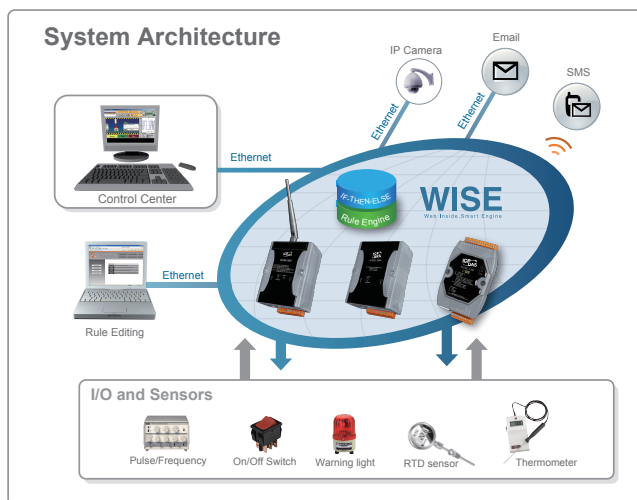 System Architecture
IP Camera
Email
SMS
Ethernet
Ethernet
Ethernet
Control Center
IF-THEN-ELSE
Rule Engine
WISE
Web Inside.Smart Engine
Ethernet
Rule Editing
I/O and Sensors
Pulse/Frequency
On/Off Switch
Warning light
RTD sensor
Thermometer